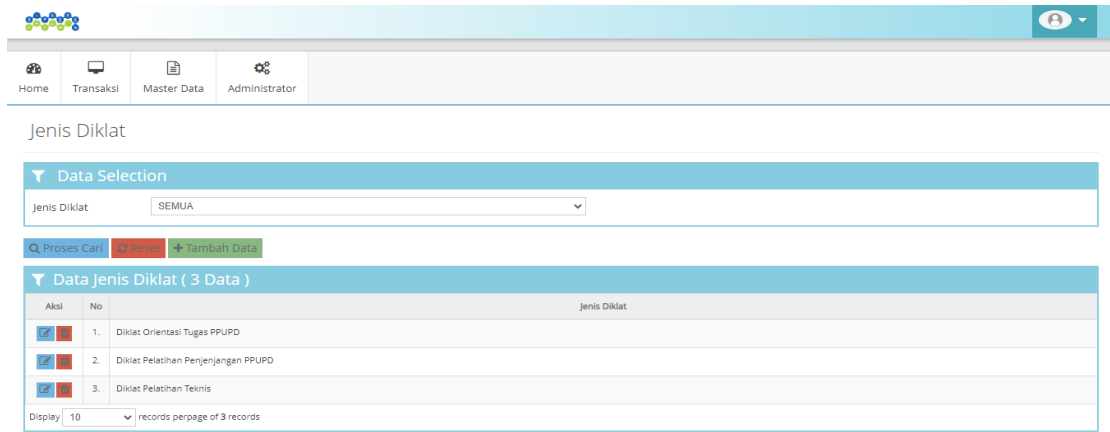 Home Transaksi Master Data Administrator
Jenis Diklat
Data Selection
Jenis Diklat SEMUA
Proses Cari Reset Tambah Data
Data Jenis Diklat ( 3 Data )
Aksi No Jenis Diklat
1. Diklat Orientasi Tugas PPUPD
2. Diklat Pelatihan Penjenjangan PPUPD
3. Diklat Pelatihan Teknis
Display 10 records perpage of 3 records